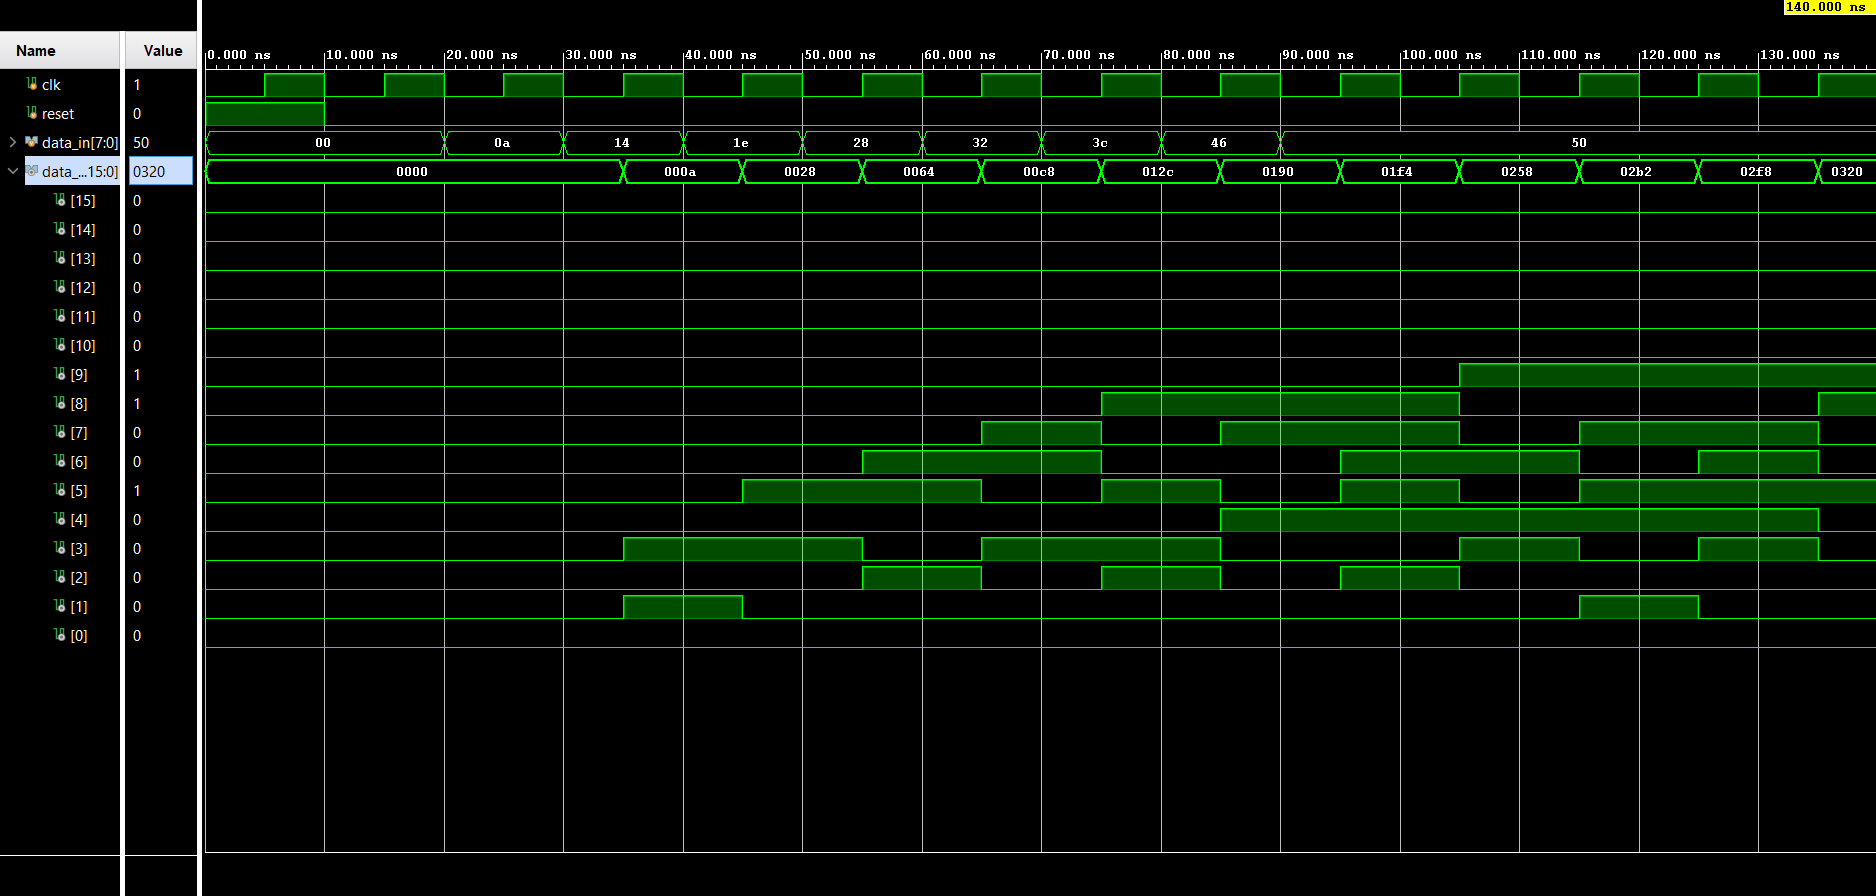 140.000 ns
Name Value
0.000 ns 10.000 ns 20.000 ns 30.000 ns 40.000 ns 50.000 ns 60.000 ns 70.000 ns 80.000 ns 90.000 ns 100.000 ns 110.000 ns 120.000 ns 130.000 ns
clk 1
reset 0
data_in[7:0] 50 00 0a 14 1e 28 32 3c 46 50
data_...15:0] 0320 0000 000a 0028 0064 00c8 012c 0190 01f4 0258 02b2 02f8 0320
[15] 0
[14] 0
[13] 0
[12] 0
[11] 0
[10] 0
[9] 1
[8] 1
[7] 0
[6] 0
[5] 1
[4] 0
[3] 0
[2] 0
[1] 0
[0] 0